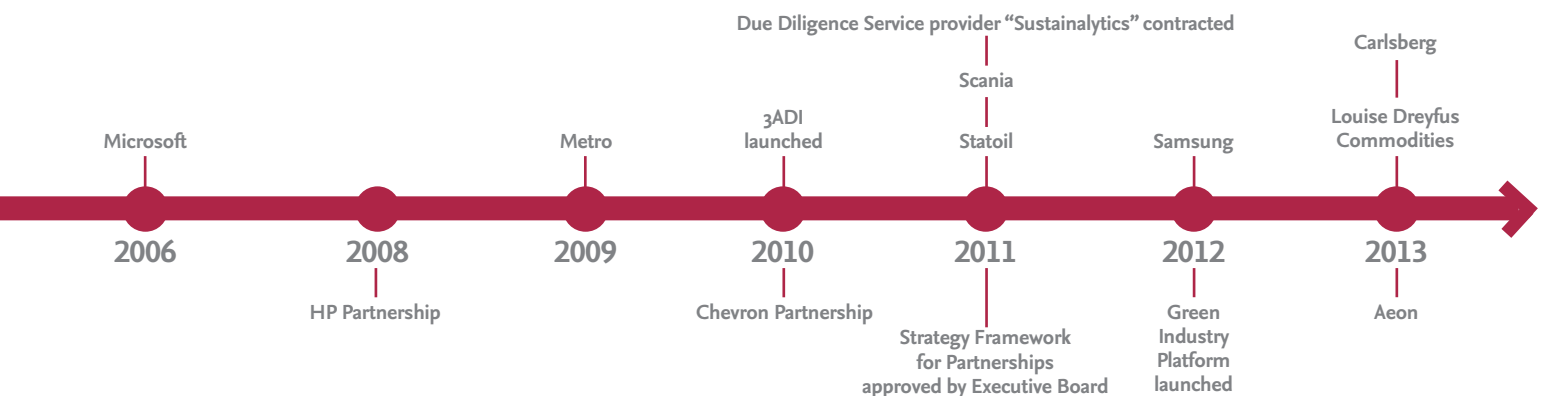 Due Diligence Service provider “Sustainalytics” contracted
Carlsberg
Scania
3ADI
launched
Louise Dreyfus
Commodities
Microsoft
Metro
Statoil
Samsung
2006
2008
2009
2010
2011
2012
2013
HP Partnership
Chevron Partnership
Strategy Framework
for Partnerships
approved by Executive Board
Green
Industry
Platform
launched
Aeon